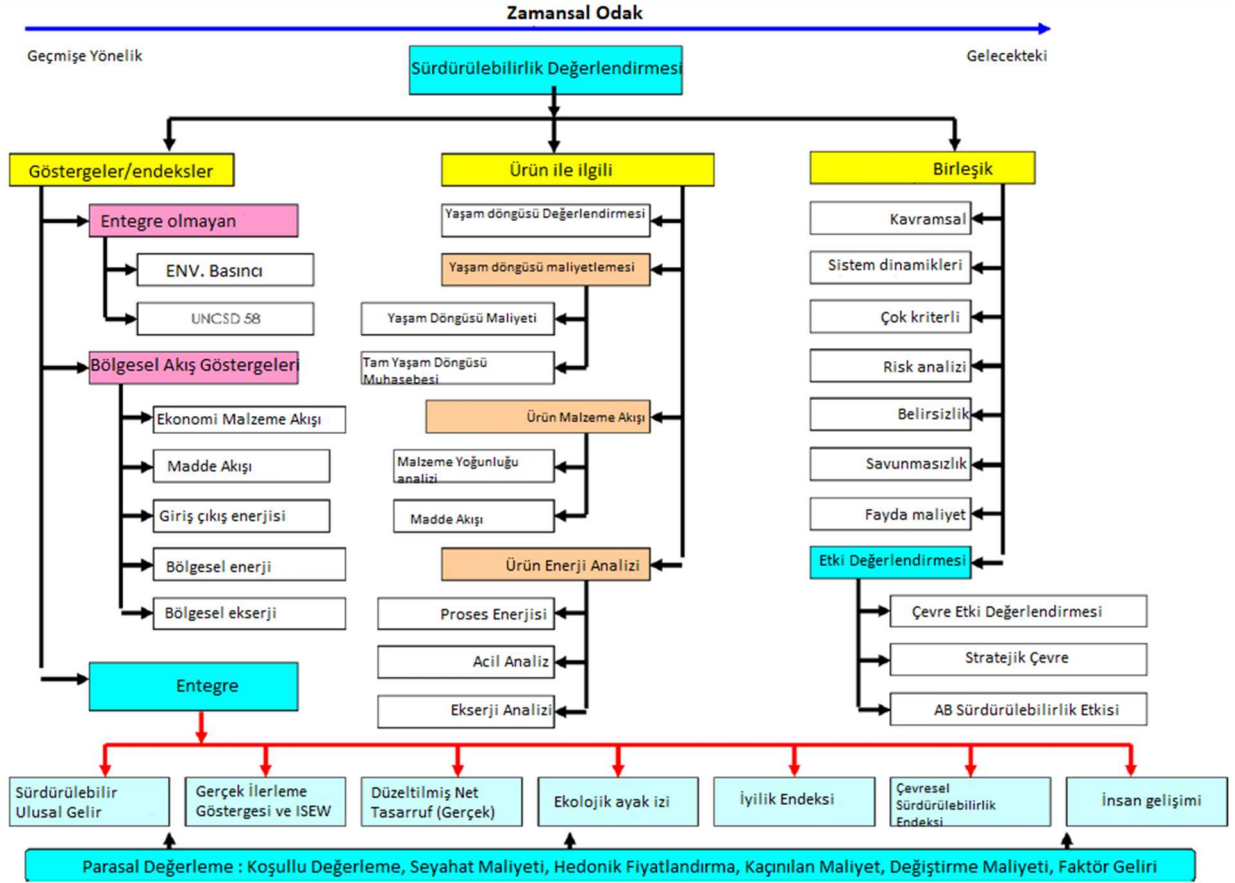 Zamansal Odak
Geçmişe Yönelik
Gelecekteki
Sürdürülebilirlik Değerlendirmesi
Göstergeler/endeksler
Entegre olmayan
ENV. Basıncı
UNCSD 58
Bölgesel Akış Göstergeleri
Ekonomi Malzeme Akışı
Madde Akışı
Giriş çıkış enerjisi
Bölgesel enerji
Bölgesel ekserji
Entegre
Ürün ile ilgili
Yaşam döngüsü Değerlendirmesi
Yaşam döngüsü maliyetlemesi
Yaşam Döngüsü Maliyeti
Tam Yaşam Döngüsü
Muhasebesi
Ürün Malzeme Akışı
Malzeme Yoğunluğu
analizi
Madde Akışı
Ürün Enerji Analizi
Proses Enerjisi
Acil Analiz
Ekserji Analizi
Birleşik
Kavramsal
Sistem dinamikleri
Çok kriterli
Risk analizi
Belirsizlik
Savunmasızlık
Fayda maliyet
Etki Değerlendirmesi
Çevre Etki Değerlendirmesi
Stratejik Çevre
AB Sürdürülebilirlik Etkisi
Sürdürülebilir
Ulusal Gelir
Gerçek İlerleme
Göstergesi ve ISEW
Düzeltilmiş Net
Tasarruf (Gerçek)
Ekolojik ayak izi
İyilik Endeksi
Çevresel
Sürdürülebilirlik
Endeksi
İnsan gelişimi
Parasal Değerleme : Koşullu Değerleme, Seyahat Maliyeti, Hedonik Fiyatlandırma, Kaçınılan Maliyet, Değiştirme Maliyeti, Faktör Geliri